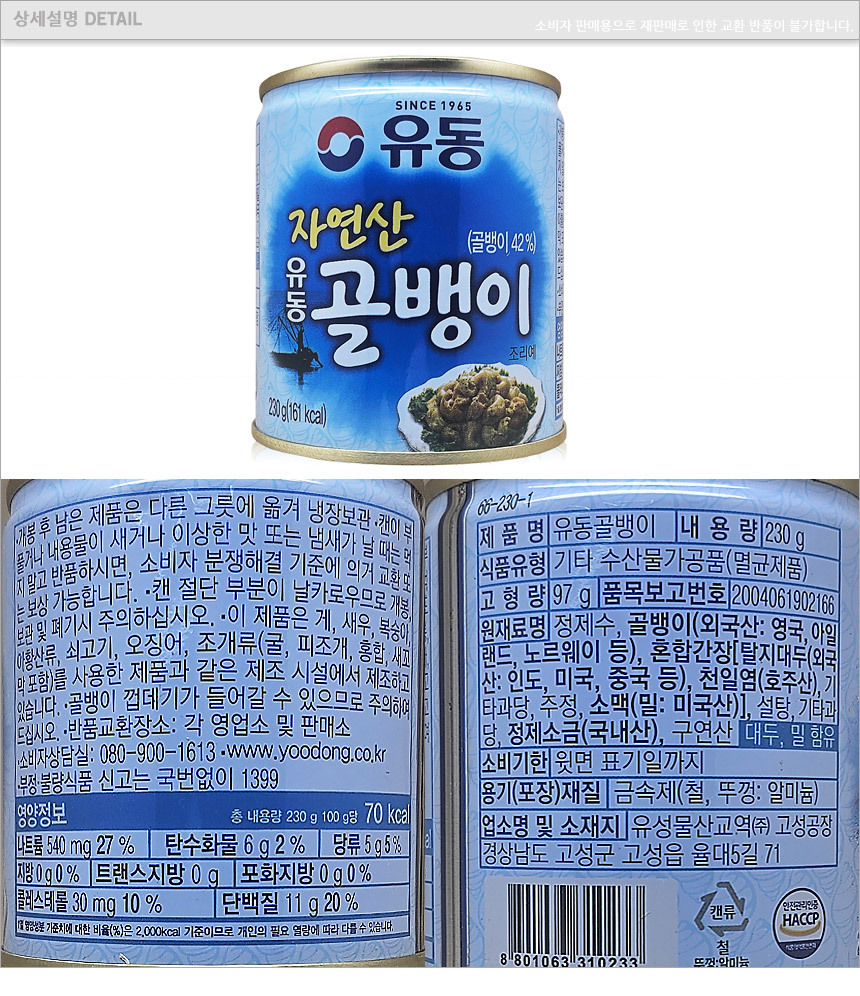 상세설명 DETAIL
소비자 판매용으로 재판매로 인한 교환 반품이 불가합니다.
SINCE 1965
유동
자연산
(골뱅이 42%)
유동
골뱅이
조리예
230 g(161 kcal)
•개봉 후 남은 제품은 다른 그릇에 옮겨 냉장보관 •캔이 부
풀거나 내용물이 새거나 이상한 맛 또는 냄새가 날 때는 먹
지 말고 반품하시면, 소비자 분쟁해결 기준에 의거 교환 또
는 보상 가능합니다. •캔 절단 부분이 날카로우므로 개봉,
보관 및 폐기시 주의하십시오. •이 제품은 게, 새우, 복숭아,
아황산류, 쇠고기, 오징어, 조개류(굴, 피조개, 홍합, 새꼬
막 포함)를 사용한 제품과 같은 제조 시설에서 제조하고
있습니다. •골뱅이 껍데기가 들어갈 수 있으므로 주의하여
드십시오. •반품교환장소: 각 영업소 및 판매소
•소비자상담실: 080-900-1613 •www.yoodong.co.kr
•부정·불량식품 신고는 국번없이 1399
영양정보 총 내용량 230 g 100 g당 70 kcal
나트륨 540 mg 27 % 탄수화물 6 g 2 % 당류 5 g 5 %
지방 0 g 0 % 트랜스지방 0 g 포화지방 0 g 0 %
콜레스테롤 30 mg 10 % 단백질 11 g 20 %
1일 영양성분 기준치에 대한 비율(%)은 2,000kcal 기준이므로 개인의 필요 열량에 따라 다를 수 있습니다.
66-230-1
제 품 명 유동골뱅이 내 용 량 230 g
식품유형 기타 수산물가공품(멸균제품)
고 형 량 97 g 품목보고번호 2004061902166
원재료명 정제수, 골뱅이(외국산: 영국, 아일
랜드, 노르웨이 등), 혼합간장[탈지대두(외국
산: 인도, 미국, 중국 등), 천일염(호주산), 기
타과당, 주정, 소맥(밀: 미국산)], 설탕, 기타과
당, 정제소금(국내산), 구연산 대두, 밀 함유
소비기한 윗면 표기일까지
용기(포장)재질 금속제(철, 뚜껑: 알미늄)
업소명 및 소재지 유성물산교역㈜ 고성공장
경상남도 고성군 고성읍 율대5길 71
캔류
철
뚜껑:알미늄
안전관리인증
HACCP
8 801063 310233